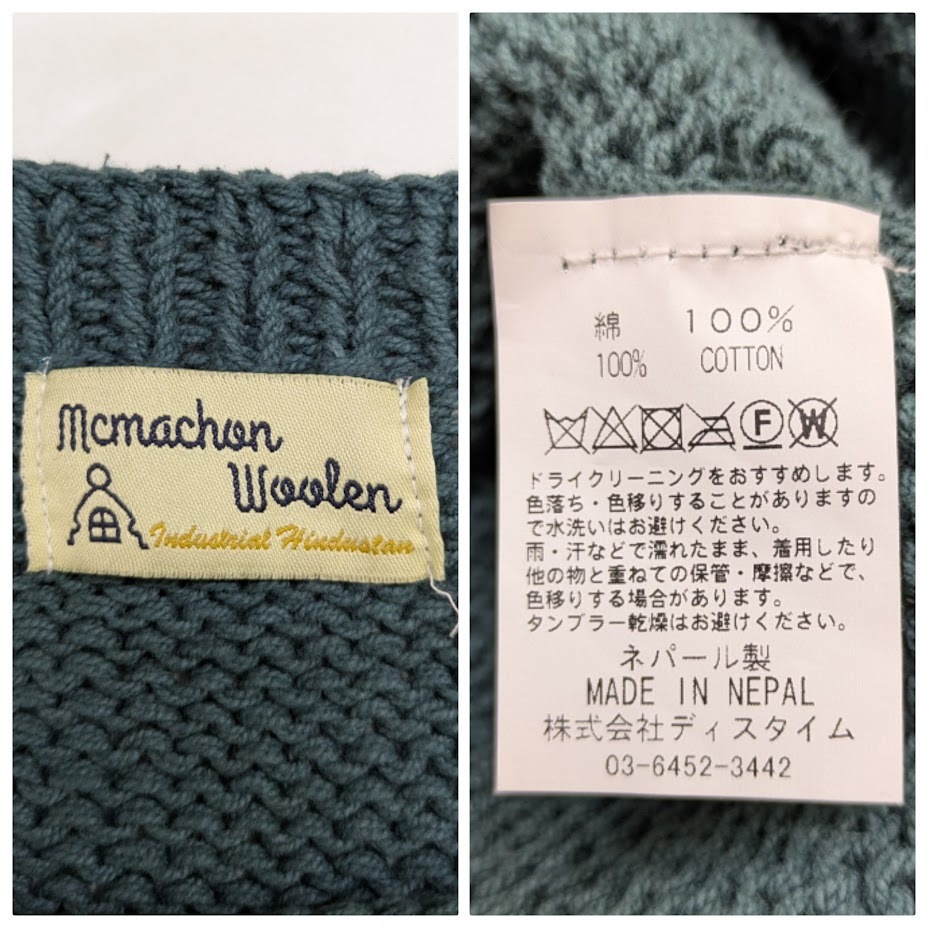 Mcmachon
Woolen
Industrial Hindustan
綿 100%
100% COTTON
F W
ドライクリーニングをおすすめします。
色落ち・色移りすることがありますの
で水洗いはお避けください。
雨・汗などで濡れたまま、着用したり
他の物と重ねての保管・摩擦などで、
色移りする場合があります。
タンブラー乾燥はお避けください。
ネパール製
MADE IN NEPAL
株式会社ディスタイム
03-6452-3442